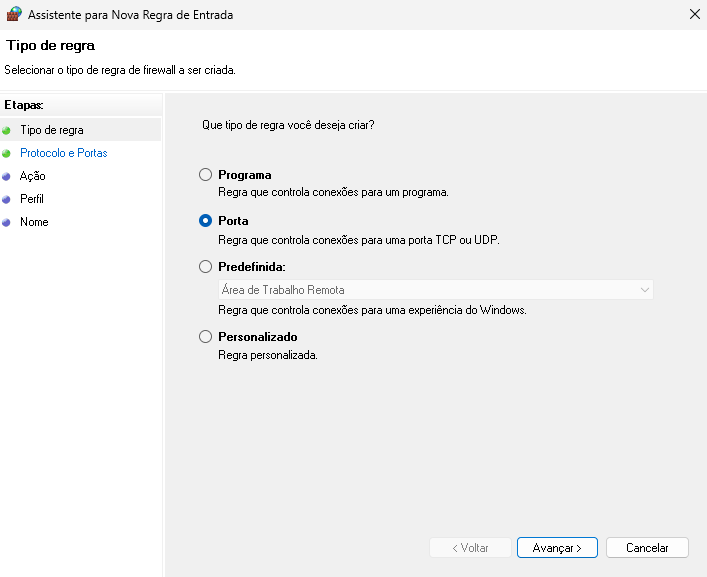 Assistente para Nova Regra de Entrada
Tipo de regra
Selecionar o tipo de regra de firewall a ser criada.
Etapas:
Tipo de regra
Protocolo e Portas
Ação
Perfil
Nome
Que tipo de regra você deseja criar?
Programa
Regra que controla conexões para um programa.
Porta
Regra que controla conexões para uma porta TCP ou UDP.
Predefinida:
Área de Trabalho Remota
Regra que controla conexões para uma experiência do Windows.
Personalizado
Regra personalizada.
< Voltar
Avançar >
Cancelar